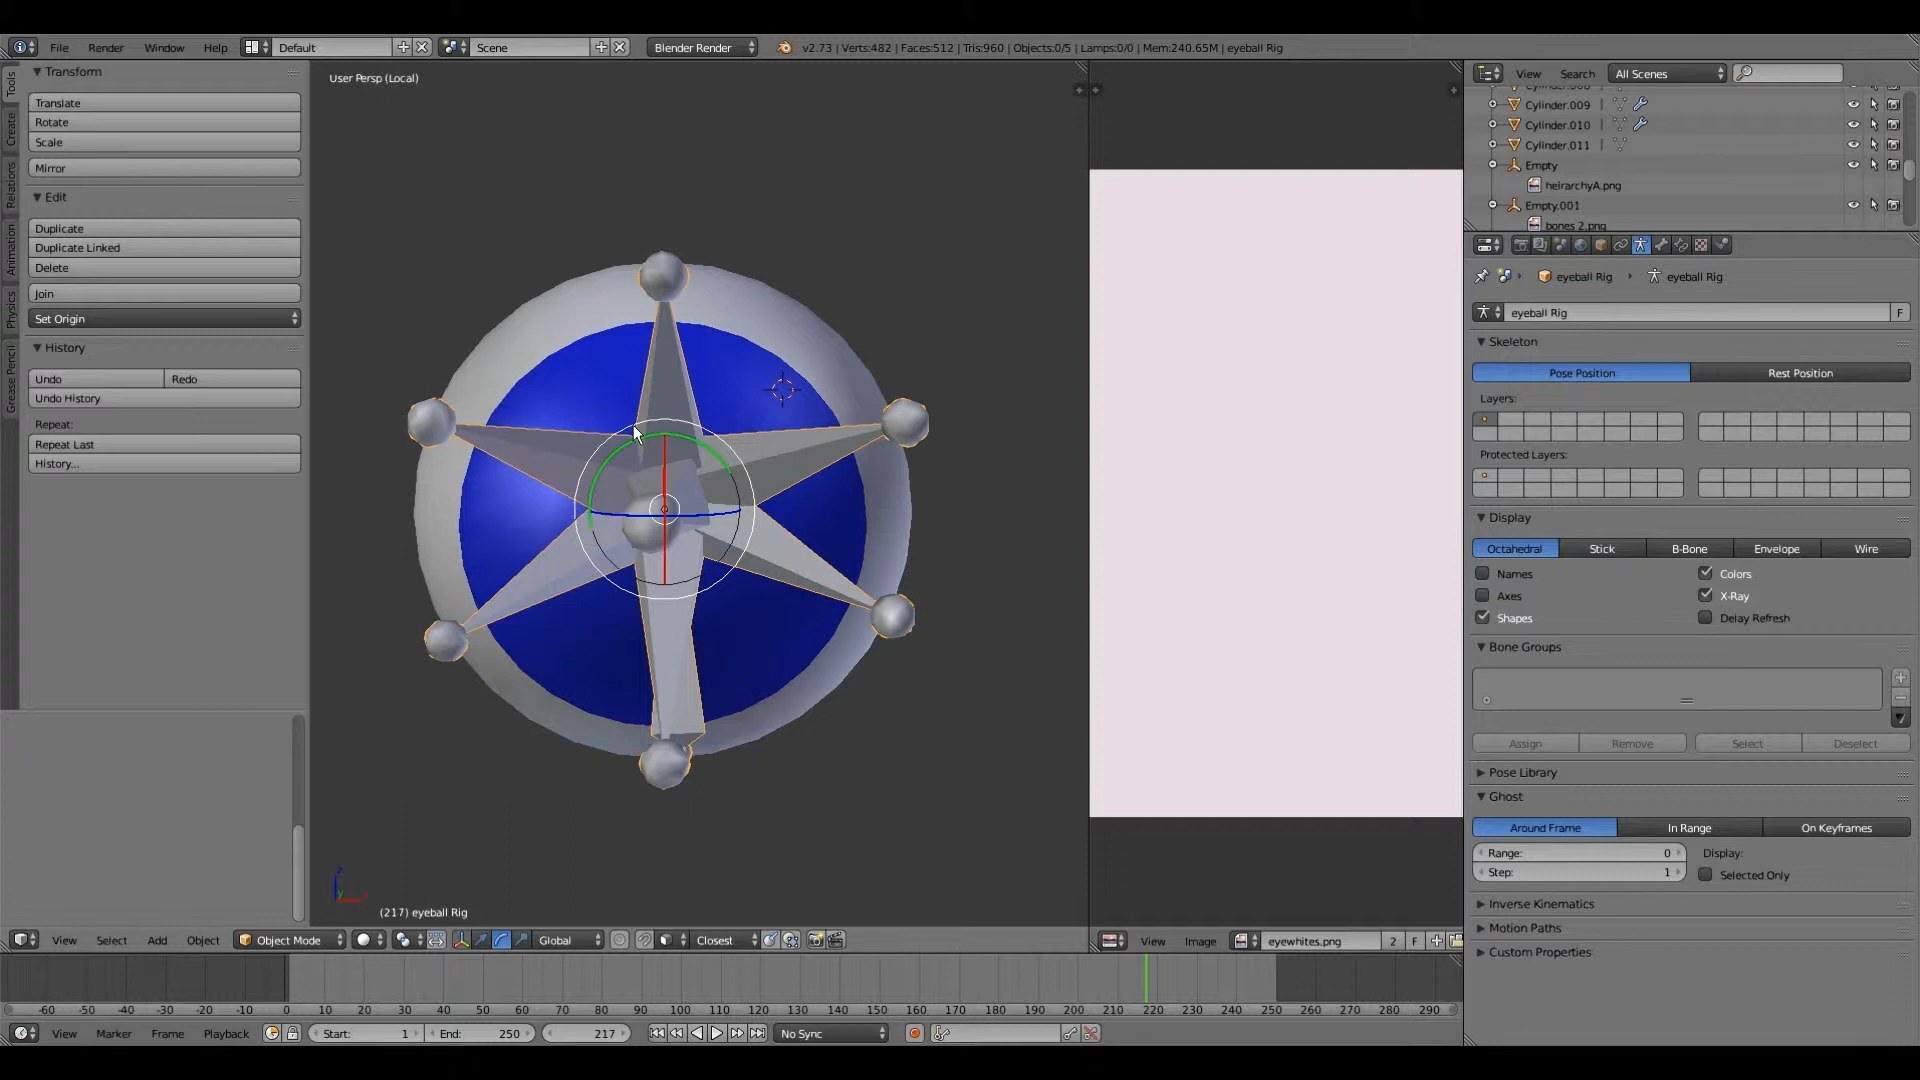 File Render Window Help Default Scene Blender Render v2.73 | Verts:482 | Faces:512 | Tris:960 | Objects:0/5 | Lamps:0/0 | Mem:240.65M | eyeball Rig
Tools
Create
Relations
Animation
Physics
Grease Pencil
Transform
Translate
Rotate
Scale
Mirror
Edit
Duplicate
Duplicate Linked
Delete
Join
Set Origin
History
Undo Redo
Undo History
Repeat:
Repeat Last
History...
User Persp (Local)
(217) eyeball Rig
View Select Add Object Object Mode Global Closest
View Image eyewhites.png 2 F
View Search All Scenes
Cylinder.009
Cylinder.010
Cylinder.011
Empty
heirarchyA.png
Empty.001
bones 2.png
eyeball Rig eyeball Rig
eyeball Rig F
Skeleton
Pose Position Rest Position
Layers:
Protected Layers:
Display
Octahedral Stick B-Bone Envelope Wire
Names Colors
Axes X-Ray
Shapes Delay Refresh
Bone Groups
Assign Remove Select Deselect
Pose Library
Ghost
Around Frame In Range On Keyframes
Range: 0 Display:
Step: 1 Selected Only
Inverse Kinematics
Motion Paths
Custom Properties
-60 -50 -40 -30 -20 -10 0 10 20 30 40 50 60 70 80 90 100 110 120 130 140 150 160 170 180 190 200 210 220 230 240 250 260 270 280 290
View Marker Frame Playback Start: 1 End: 250 217 No Sync